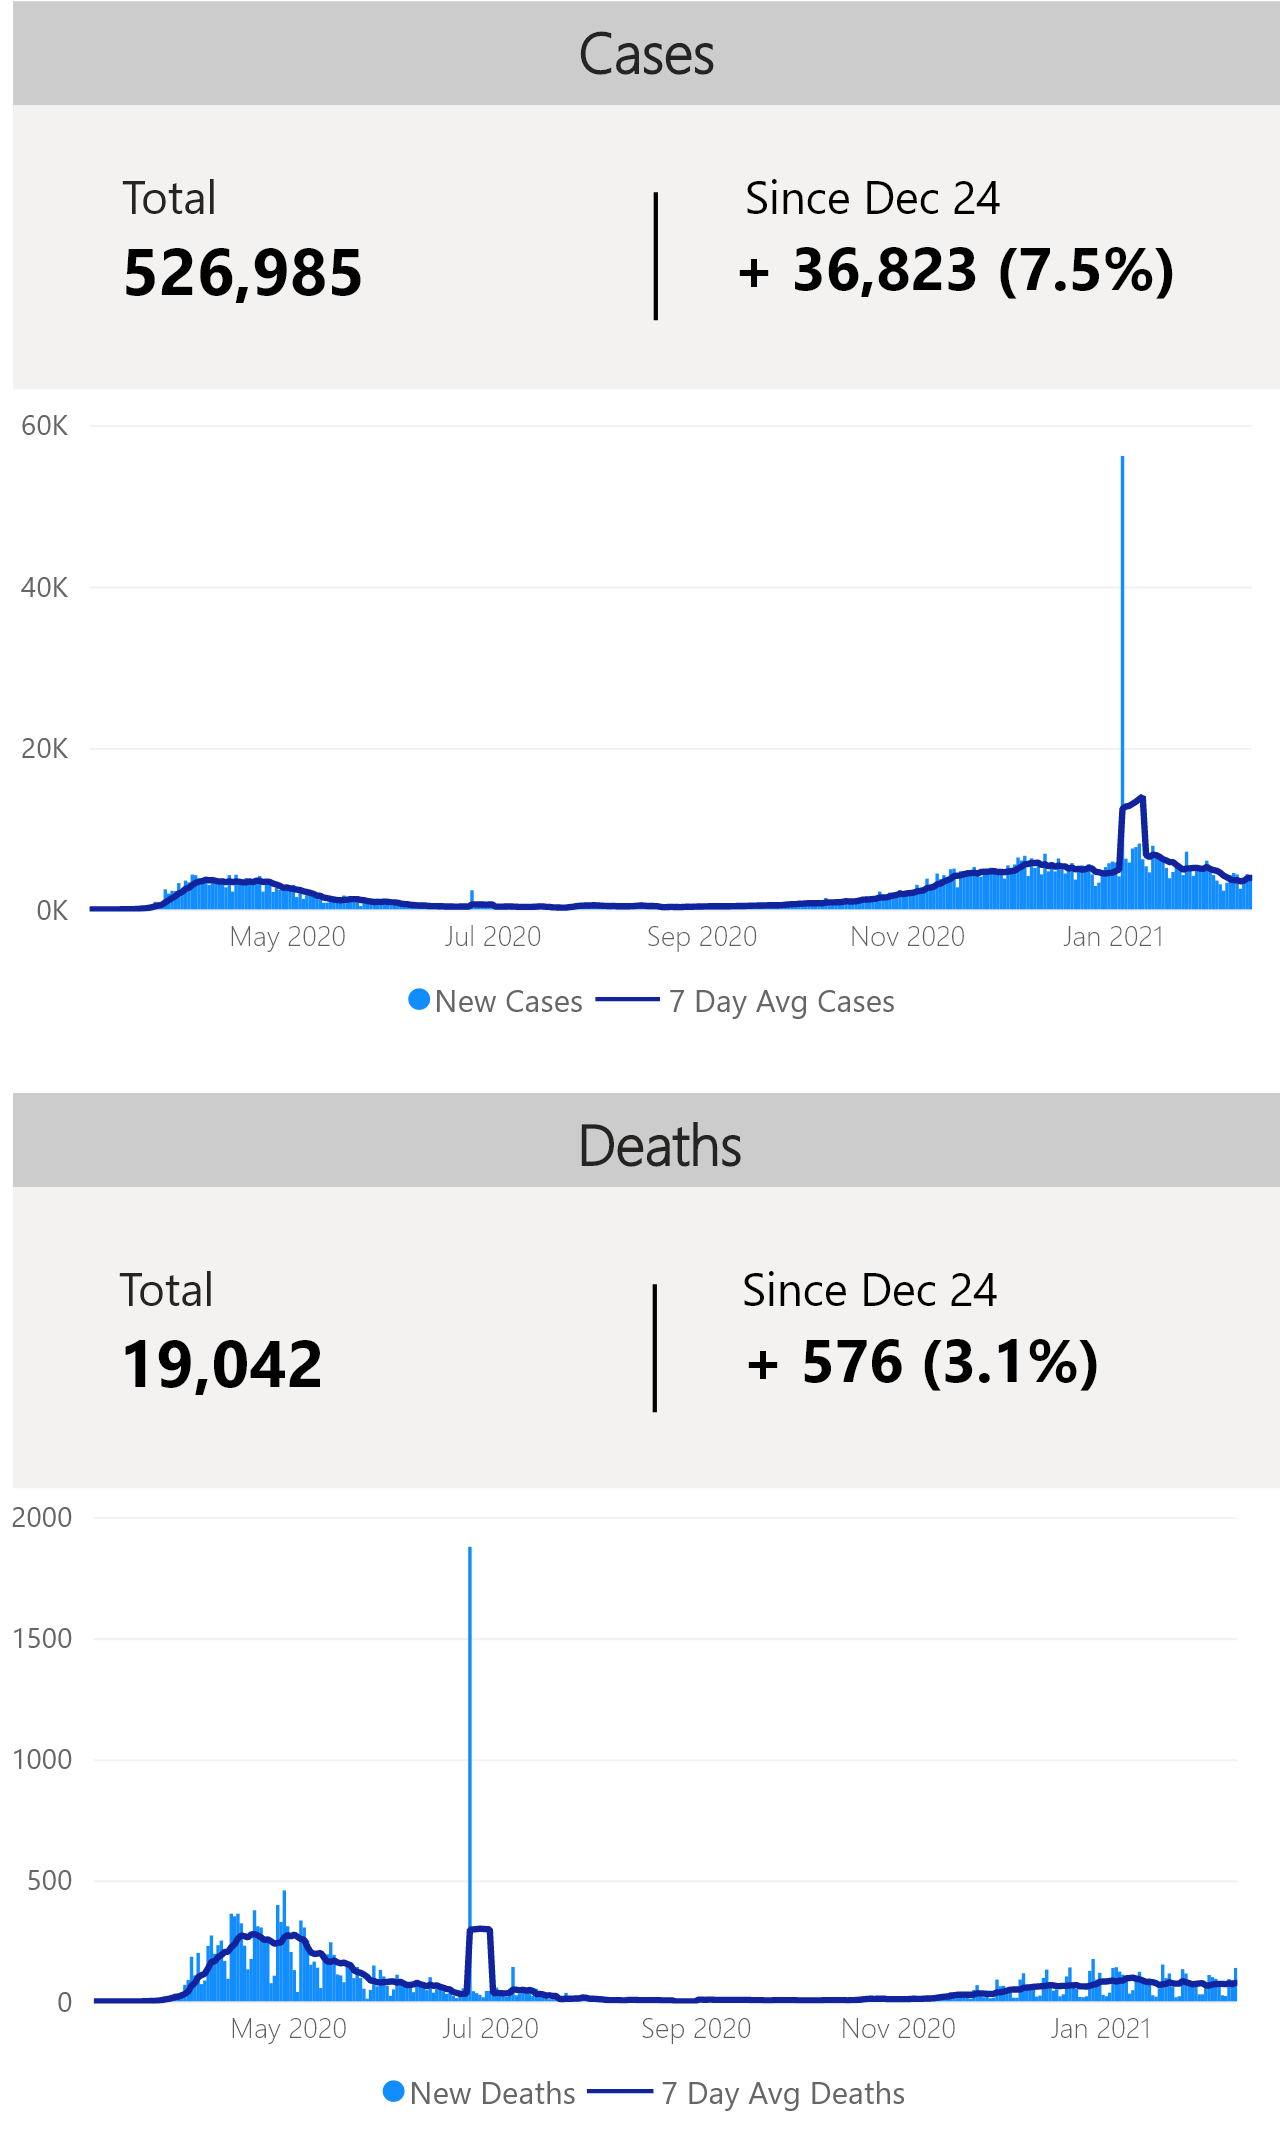 Cases
Total
526,985
Since Dec 24
+ 36,823 (7.5%)
60K
40K
20K
0K
May 2020
Jul 2020
Sep 2020
Nov 2020
Jan 2021
New Cases
7 Day Avg Cases
Deaths
Total
19,042
Since Dec 24
+ 576 (3.1%)
2000
1500
1000
500
0
May 2020
Jul 2020
Sep 2020
Nov 2020
Jan 2021
New Deaths
7 Day Avg Deaths